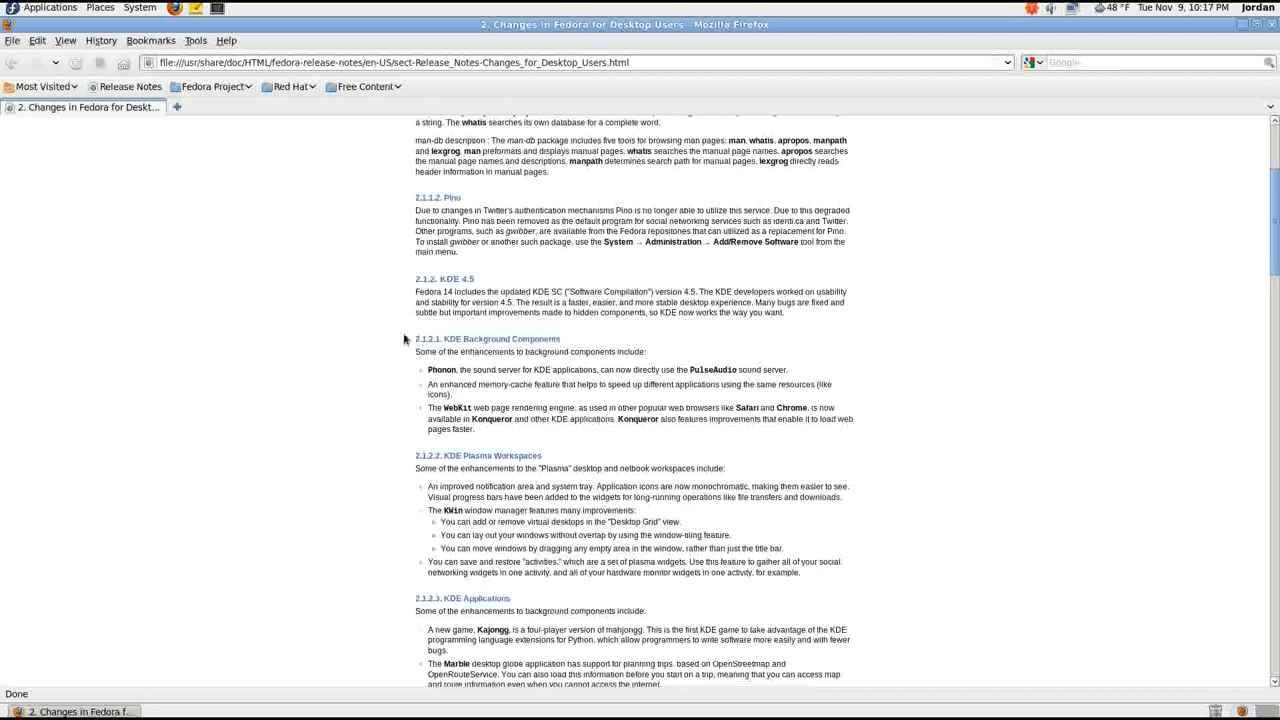 Applications Places System 48 °F Tue Nov 9, 10:17 PM Jordan
2. Changes in Fedora for Desktop Users - Mozilla Firefox
File Edit View History Bookmarks Tools Help
file:///usr/share/doc/HTML/fedora-release-notes/en-US/sect-Release_Notes-Changes_for_Desktop_Users.html Google
Most Visited Release Notes Fedora Project Red Hat Free Content
2. Changes in Fedora for Deskt...
a string. The whatis searches its own database for a complete word.
man-db description : The man-db package includes five tools for browsing man pages: man, whatis, apropos, manpath
and lexgrog. man preformats and displays manual pages. whatis searches the manual page names. apropos searches
the manual page names and descriptions. manpath determines search path for manual pages. lexgrog directly reads
header information in manual pages.
2.1.1.2. Pino
Due to changes in Twitter's authentication mechanisms Pino is no longer able to utilize this service. Due to this degraded
functionality. Pino has been removed as the default program for social networking services such as identi.ca and Twitter.
Other programs, such as gwibber, are available from the Fedora repositories that can utilized as a replacement for Pino.
To install gwibber or another such package, use the System → Administration → Add/Remove Software tool from the
main menu.
2.1.2. KDE 4.5
Fedora 14 includes the updated KDE SC ("Software Compilation") version 4.5. The KDE developers worked on usability
and stability for version 4.5. The result is a faster, easier, and more stable desktop experience. Many bugs are fixed and
subtle but important improvements made to hidden components, so KDE now works the way you want.
2.1.2.1. KDE Background Components
Some of the enhancements to background components include:
Phonon, the sound server for KDE applications, can now directly use the PulseAudio sound server.
An enhanced memory-cache feature that helps to speed up different applications using the same resources (like
icons).
The WebKit web page rendering engine, as used in other popular web browsers like Safari and Chrome, is now
available in Konqueror and other KDE applications. Konqueror also features improvements that enable it to load web
pages faster.
2.1.2.2. KDE Plasma Workspaces
Some of the enhancements to the "Plasma" desktop and netbook workspaces include:
An improved notification area and system tray. Application icons are now monochromatic, making them easier to see.
Visual progress bars have been added to the widgets for long-running operations like file transfers and downloads.
The KWin window manager features many improvements:
You can add or remove virtual desktops in the "Desktop Grid" view.
You can lay out your windows without overlap by using the window-tiling feature.
You can move windows by dragging any empty area in the window, rather than just the title bar.
You can save and restore "activities," which are a set of plasma widgets. Use this feature to gather all of your social
networking widgets in one activity, and all of your hardware monitor widgets in one activity, for example.
2.1.2.3. KDE Applications
Some of the enhancements to background components include:
A new game, Kajongg, is a four-player version of mahjongg. This is the first KDE game to take advantage of the KDE
programming language extensions for Python, which allow programmers to write software more easily and with fewer
bugs.
The Marble desktop globe application has support for planning trips, based on OpenStreetmap and
OpenRouteService. You can also load this information before you start on a trip, meaning that you can access map
and route information even when you cannot access the internet.
Done
2. Changes in Fedora f...